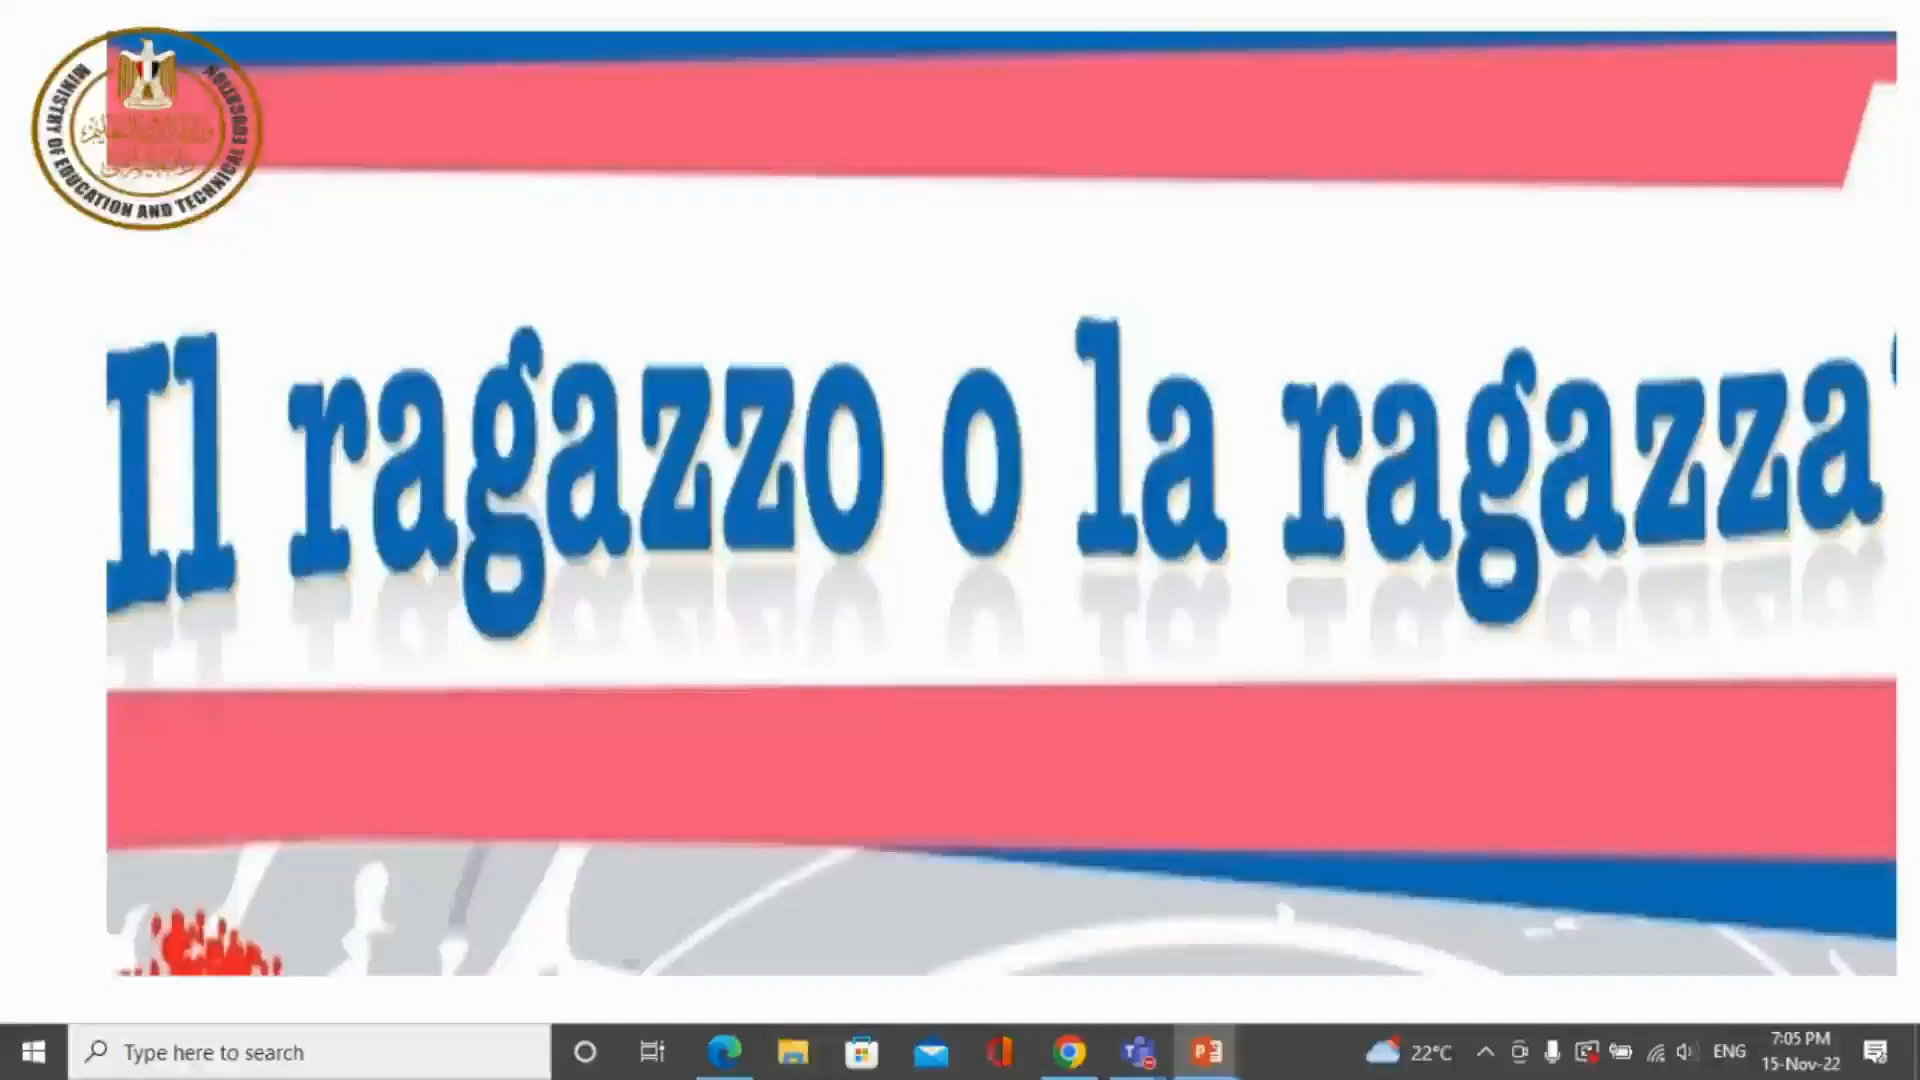 MINISTRY OF EDUCATION AND TECHNICAL EDUCATION
Il ragazzo o la ragazza
Type here to search
22°C
ENG
7:05 PM
15-Nov-22